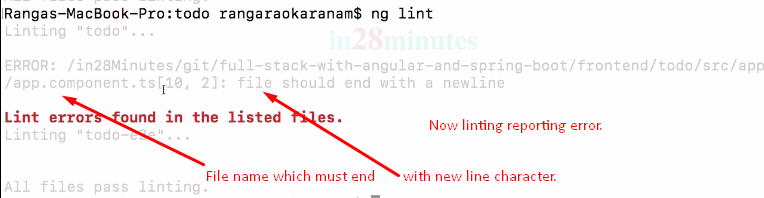 Rangas-MacBook-Pro:todo rangaraokaranam$ ng lint
Linting "todo"...
in28minutes
ERROR: /in28Minutes/git/full-stack-with-angular-and-spring-boot/frontend/todo/src/app
/app.component.ts[10, 2]: file should end with a newline
Lint errors found in the listed files.
Now linting reporting error.
Linting "todo-e2e"...
File name which must end with new line character.
All files pass linting.